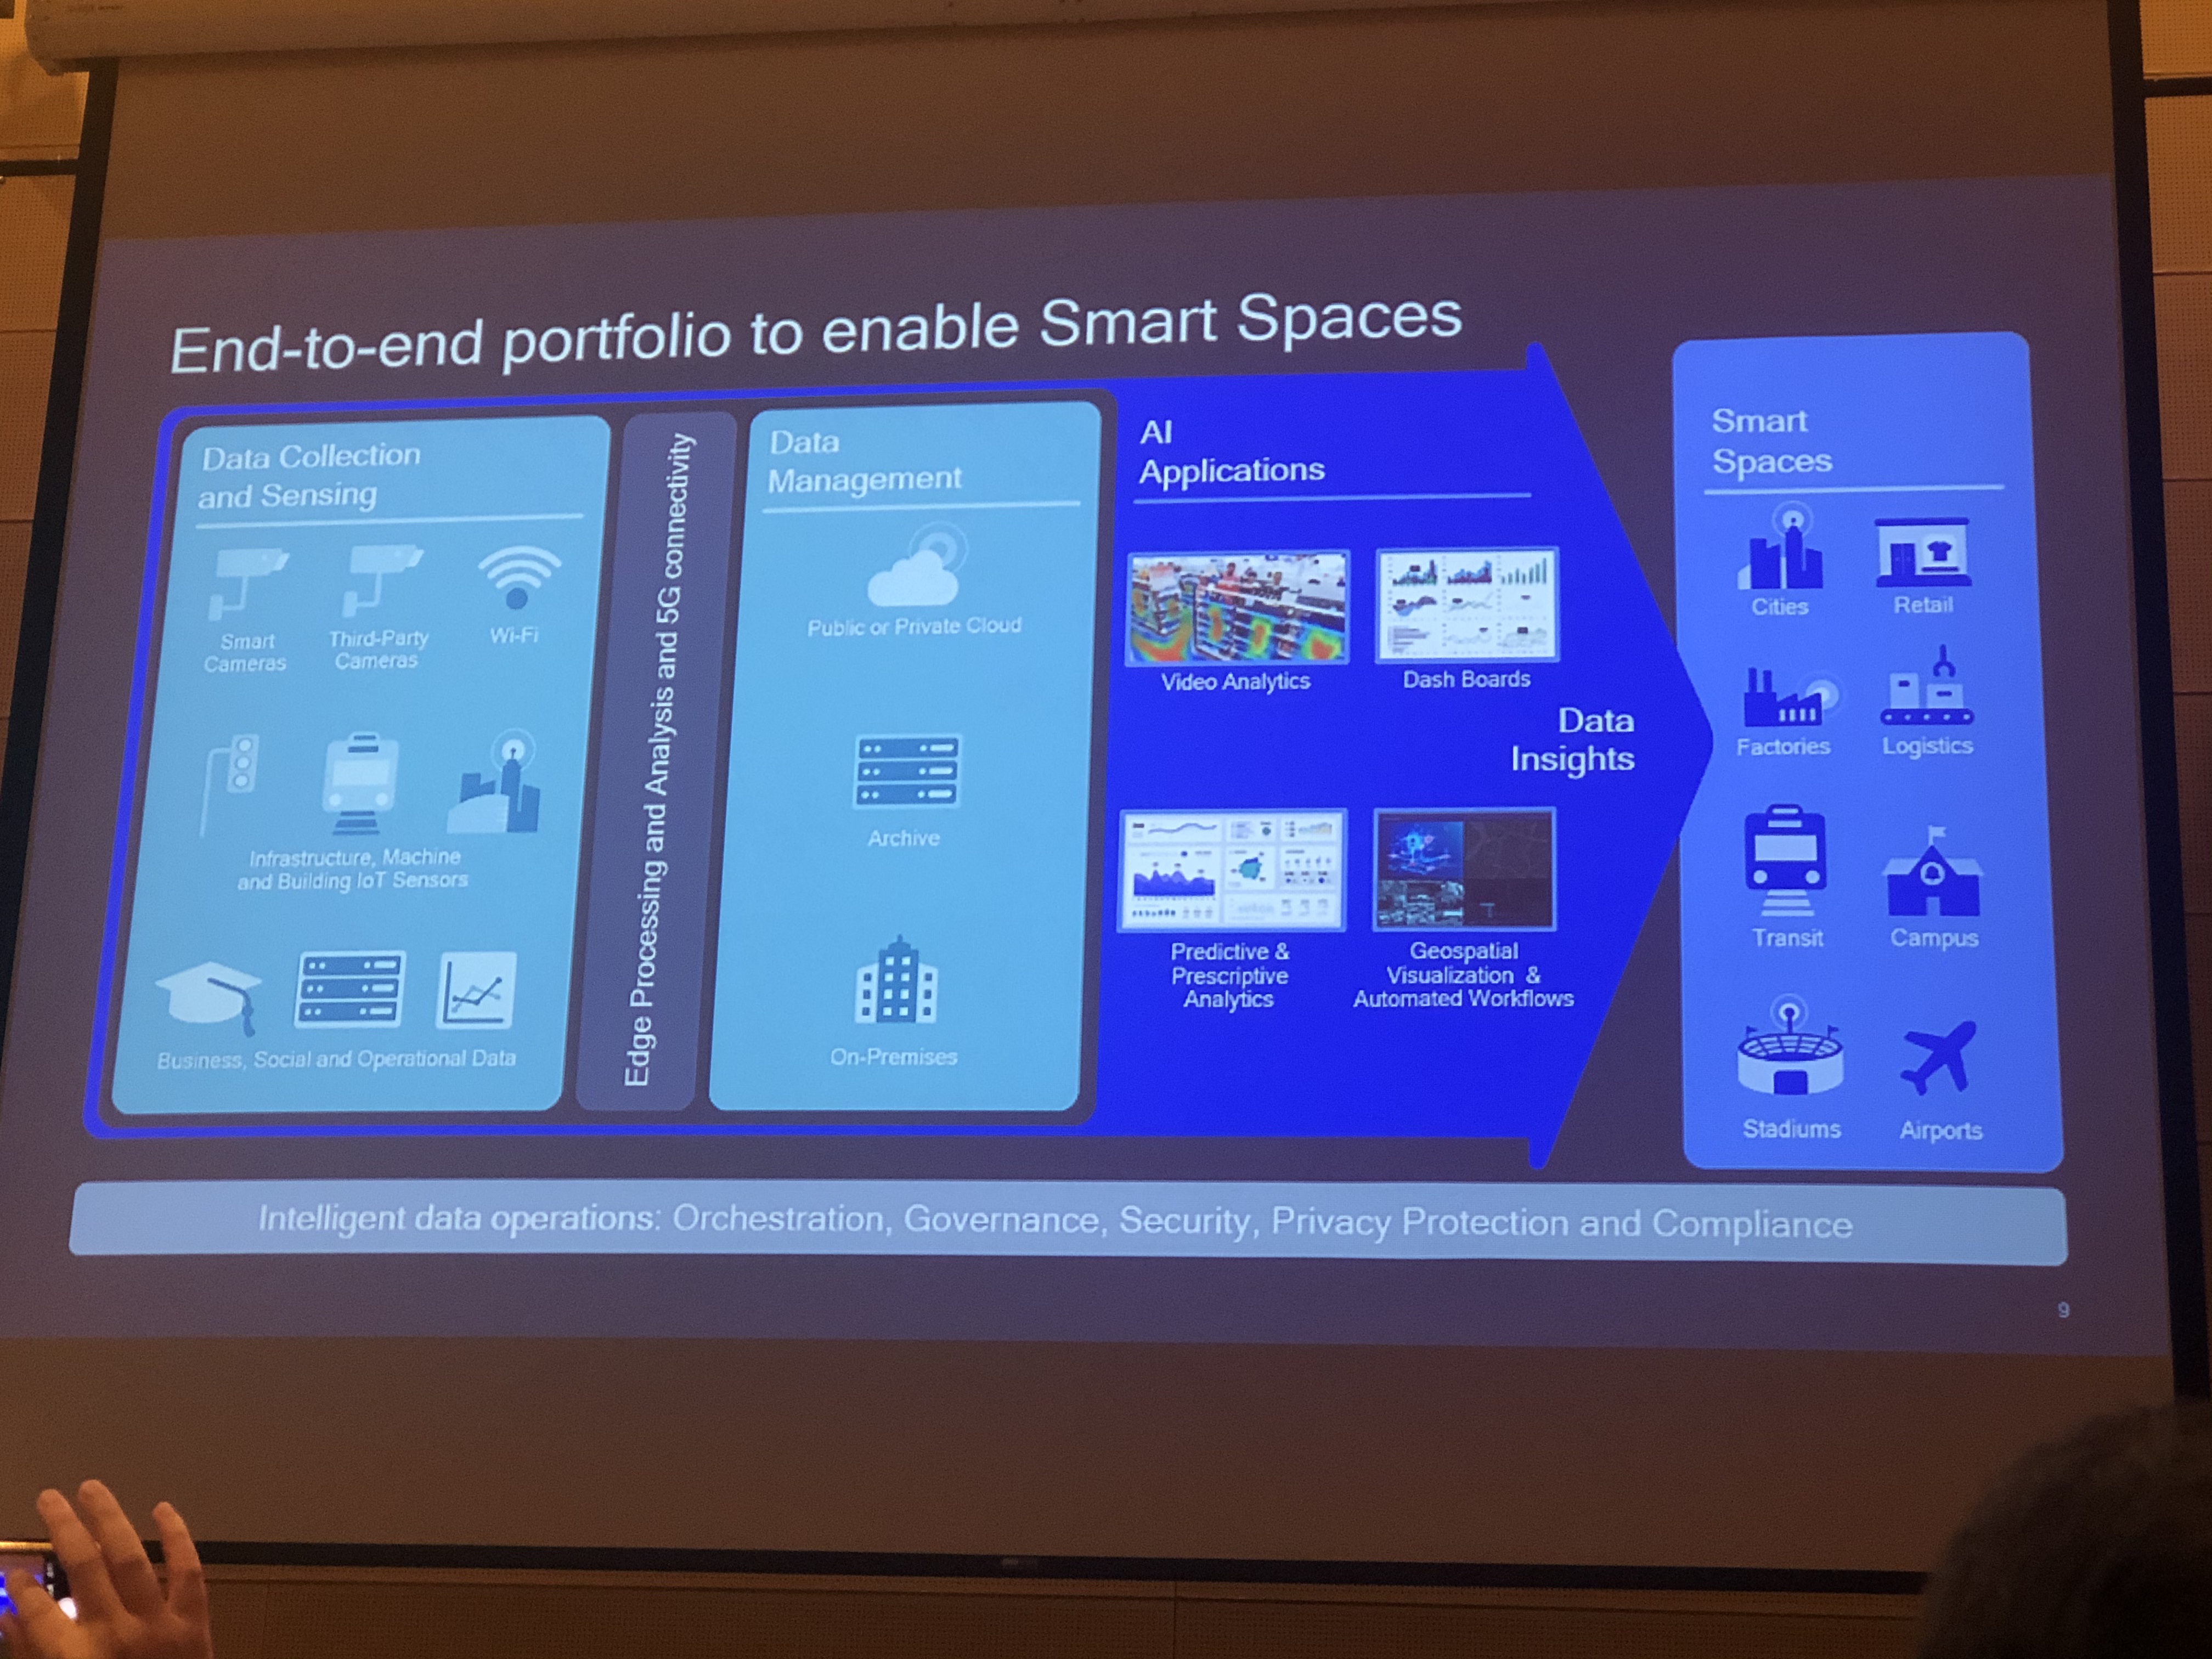 End-to-end portfolio to enable Smart Spaces
Data Collection
and Sensing
Smart
Cameras
Third-Party
Cameras
Wi-Fi
Infrastructure, Machine
and Building IoT Sensors
Business, Social and Operational Data
Edge Processing and Analysis and 5G connectivity
Data
Management
Public or Private Cloud
Archive
On-Premises
AI
Applications
Video Analytics
Dash Boards
Predictive &
Prescriptive
Analytics
Geospatial
Visualization &
Automated Workflows
Data
Insights
Smart
Spaces
Cities
Retail
Factories
Logistics
Transit
Campus
Stadiums
Airports
Intelligent data operations: Orchestration, Governance, Security, Privacy Protection and Compliance
9